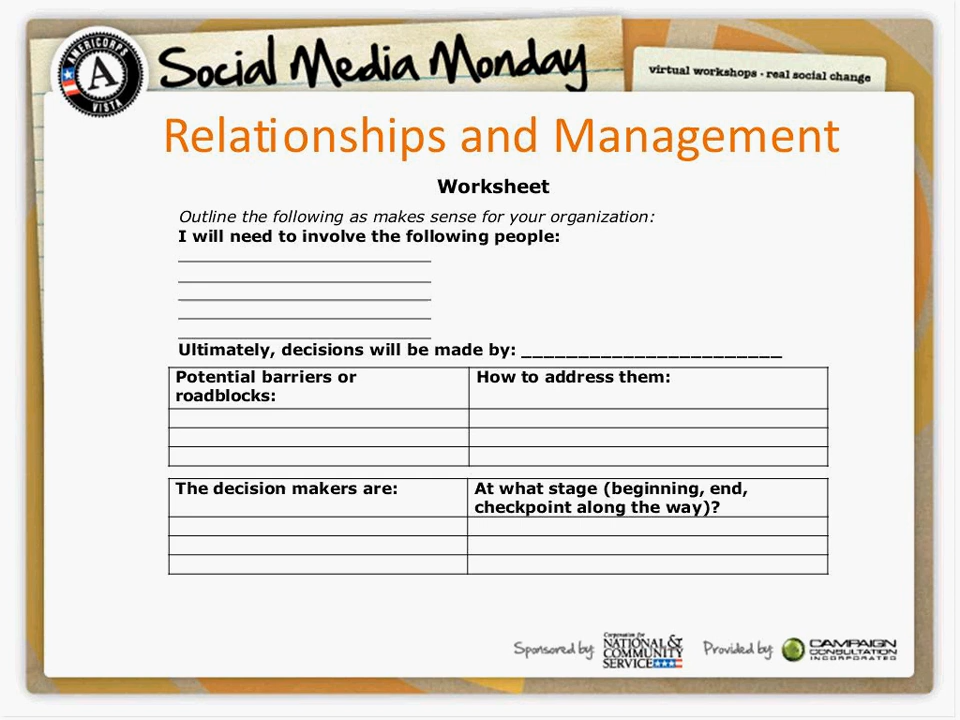 AMERICORPS
A
VISTA
Social Media Monday
virtual workshops · real social change
Relationships and Management
Worksheet
Outline the following as makes sense for your organization:
I will need to involve the following people:
Ultimately, decisions will be made by: ________________________
Potential barriers or
roadblocks:
How to address them:
The decision makers are:
At what stage (beginning, end,
checkpoint along the way)?
Sponsored by:
Corporation for
NATIONAL &
COMMUNITY
SERVICE
Provided by:
CAMPAIGN
CONSULTATION
INCORPORATED